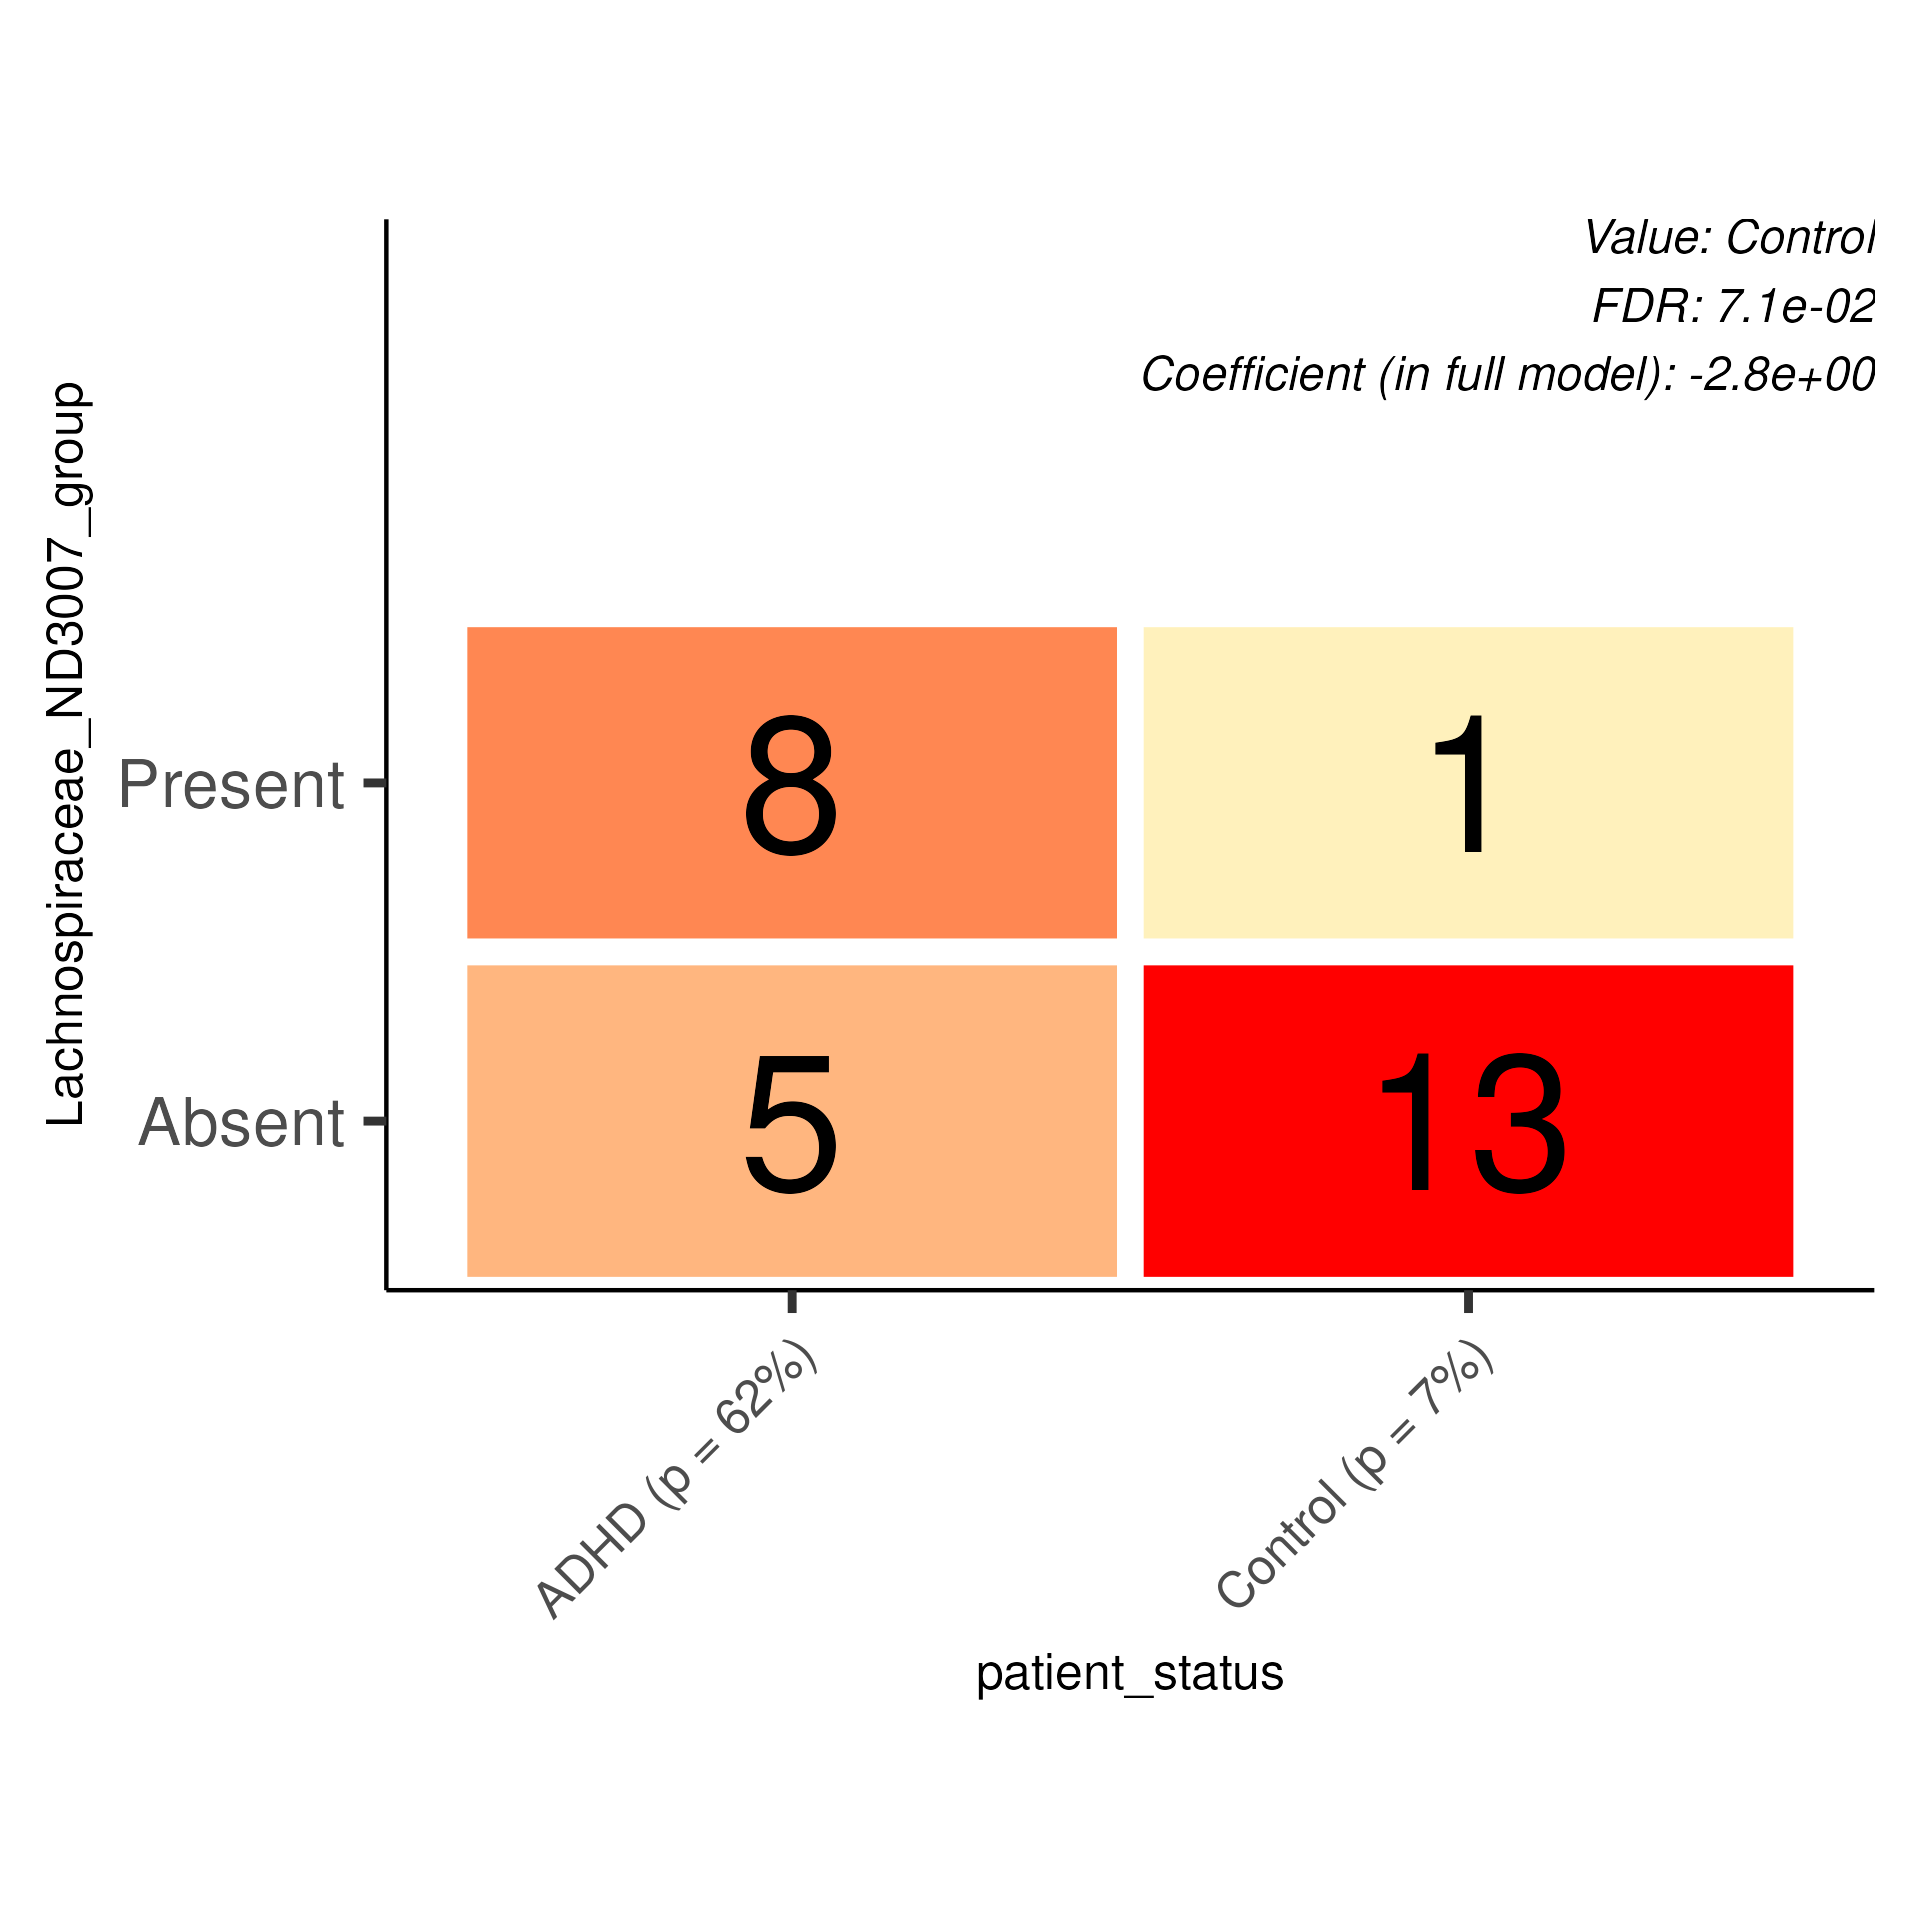 Value: Control
FDR: 7.1e-02
Coefficient (in full model): -2.8e+00
Lachnospiraceae_ND3007_group
Present
8
1
Absent
5
13
ADHD (p = 62%)
Control (p = 7%)
patient_status